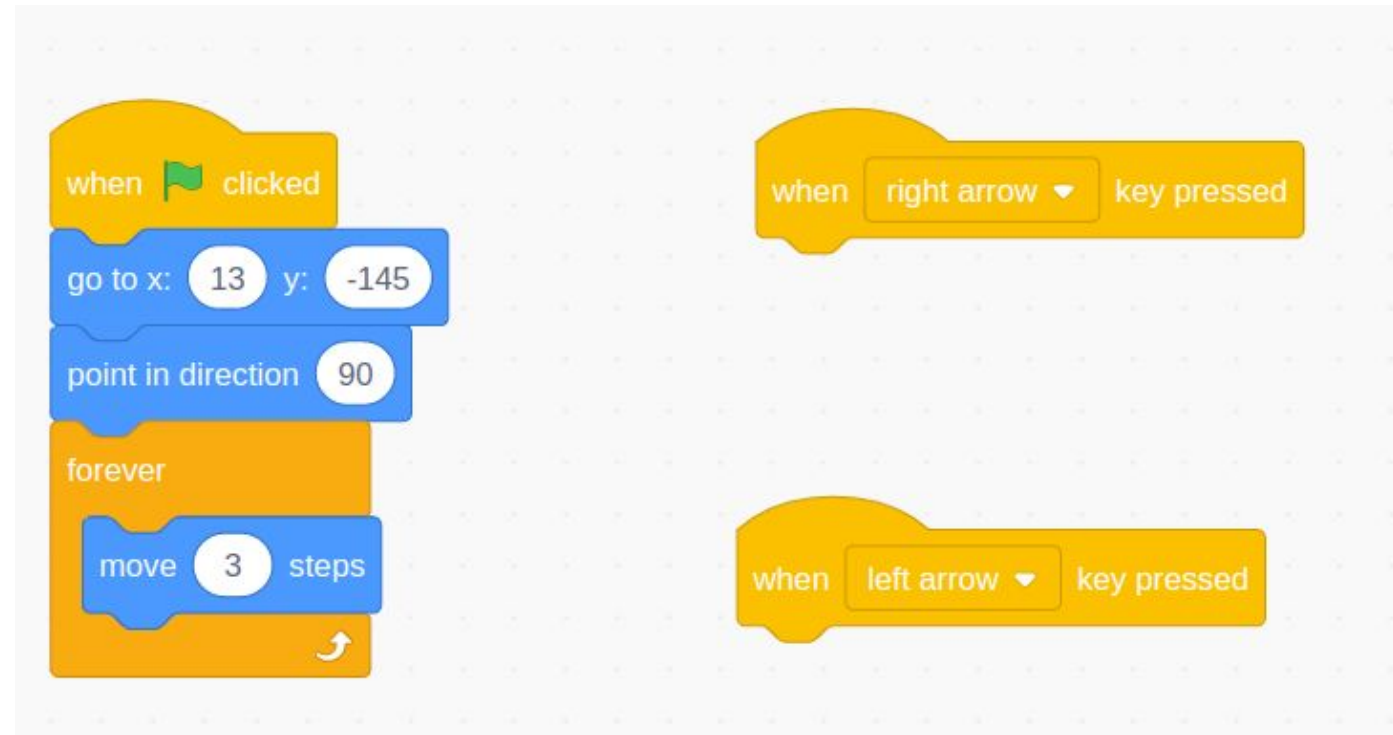 when clicked
go to x: 13 y: -145
point in direction 90
forever
move 3 steps
when right arrow key pressed
when left arrow key pressed